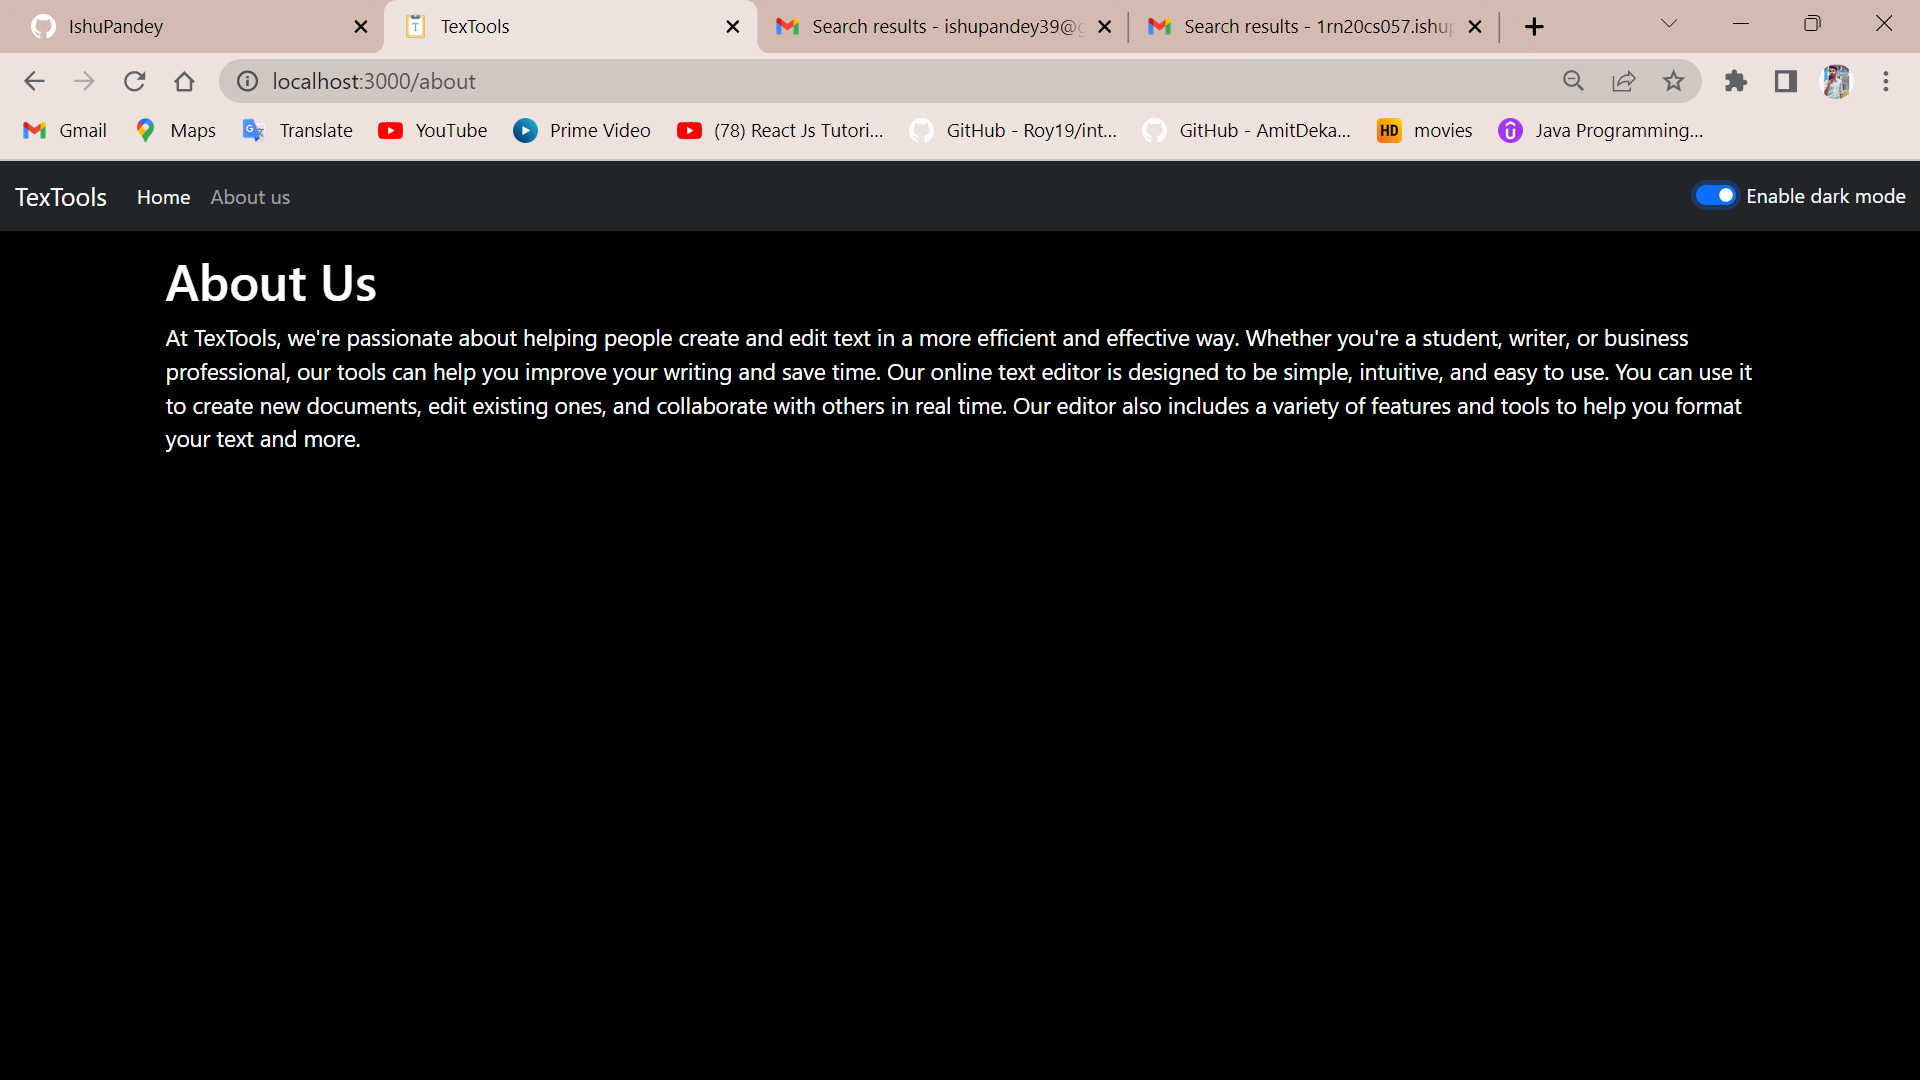 IshuPandey
TexTools
Search results - ishupandey39@
Search results - 1rn20cs057.ishu
localhost:3000/about
Gmail
Maps
Translate
YouTube
Prime Video
(78) React Js Tutori...
GitHub - Roy19/int...
GitHub - AmitDeka...
HD
movies
Java Programming...
TexTools
Home
About us
Enable dark mode
About Us
At TexTools, we're passionate about helping people create and edit text in a more efficient and effective way. Whether you're a student, writer, or business
professional, our tools can help you improve your writing and save time. Our online text editor is designed to be simple, intuitive, and easy to use. You can use it
to create new documents, edit existing ones, and collaborate with others in real time. Our editor also includes a variety of features and tools to help you format
your text and more.